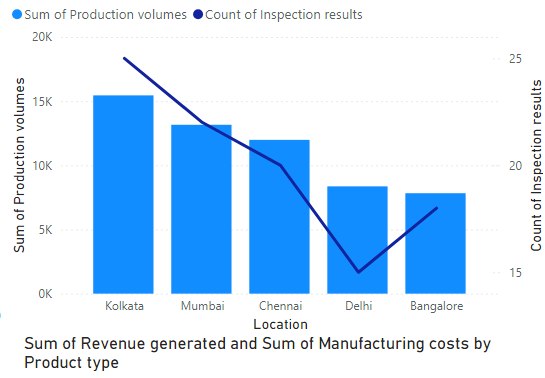 Sum of Production volumes Count of Inspection results
20K
15K
10K
5K
0K
Sum of Production volumes
25
20
15
Count of Inspection results
Kolkata Mumbai Chennai Delhi Bangalore
Location
Sum of Revenue generated and Sum of Manufacturing costs by
Product type